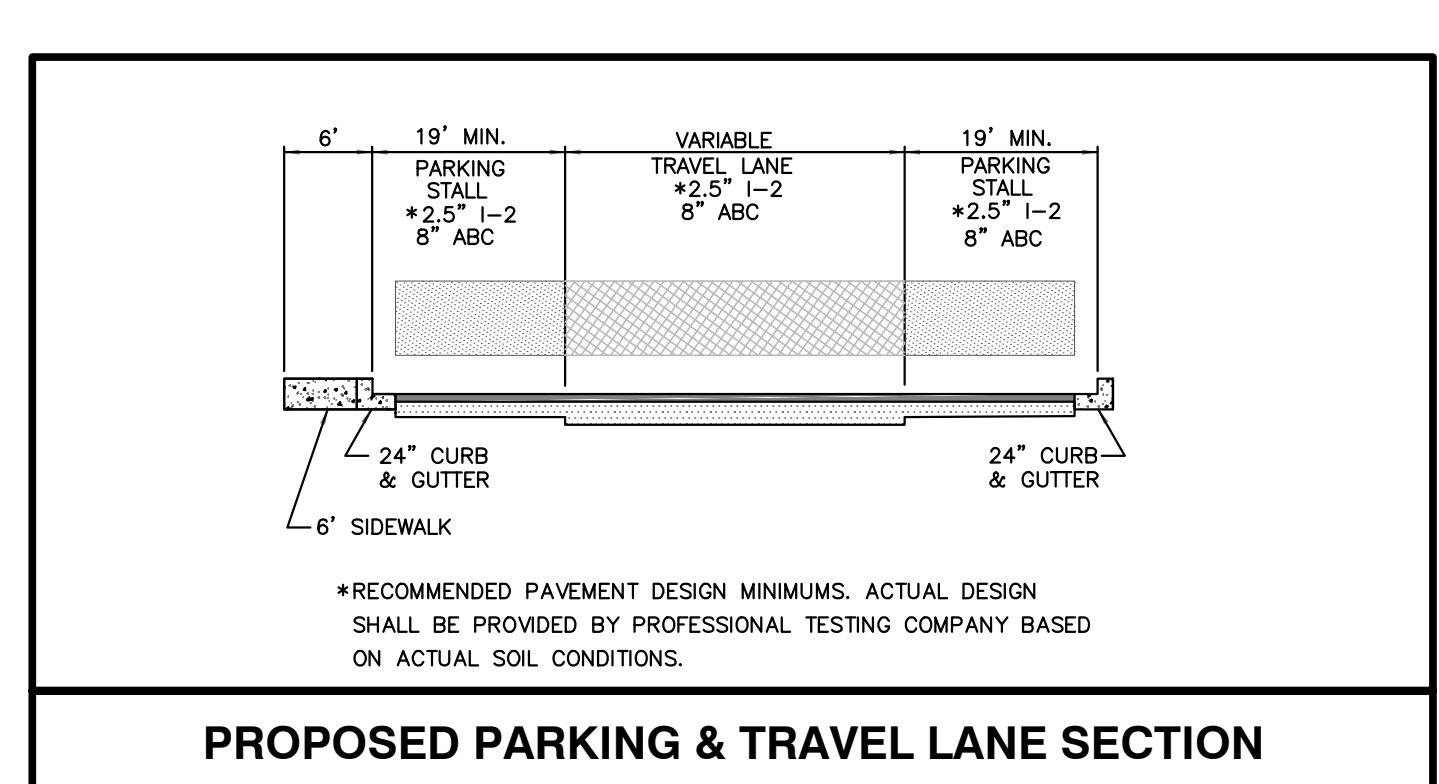 6'
19' MIN.
PARKING
STALL
*2.5" I-2
8" ABC
VARIABLE
TRAVEL LANE
*2.5" I-2
8" ABC
19' MIN.
PARKING
STALL
*2.5" I-2
8" ABC
24" CURB
& GUTTER
24" CURB
& GUTTER
6' SIDEWALK
*RECOMMENDED PAVEMENT DESIGN MINIMUMS. ACTUAL DESIGN
SHALL BE PROVIDED BY PROFESSIONAL TESTING COMPANY BASED
ON ACTUAL SOIL CONDITIONS.
PROPOSED PARKING & TRAVEL LANE SECTION